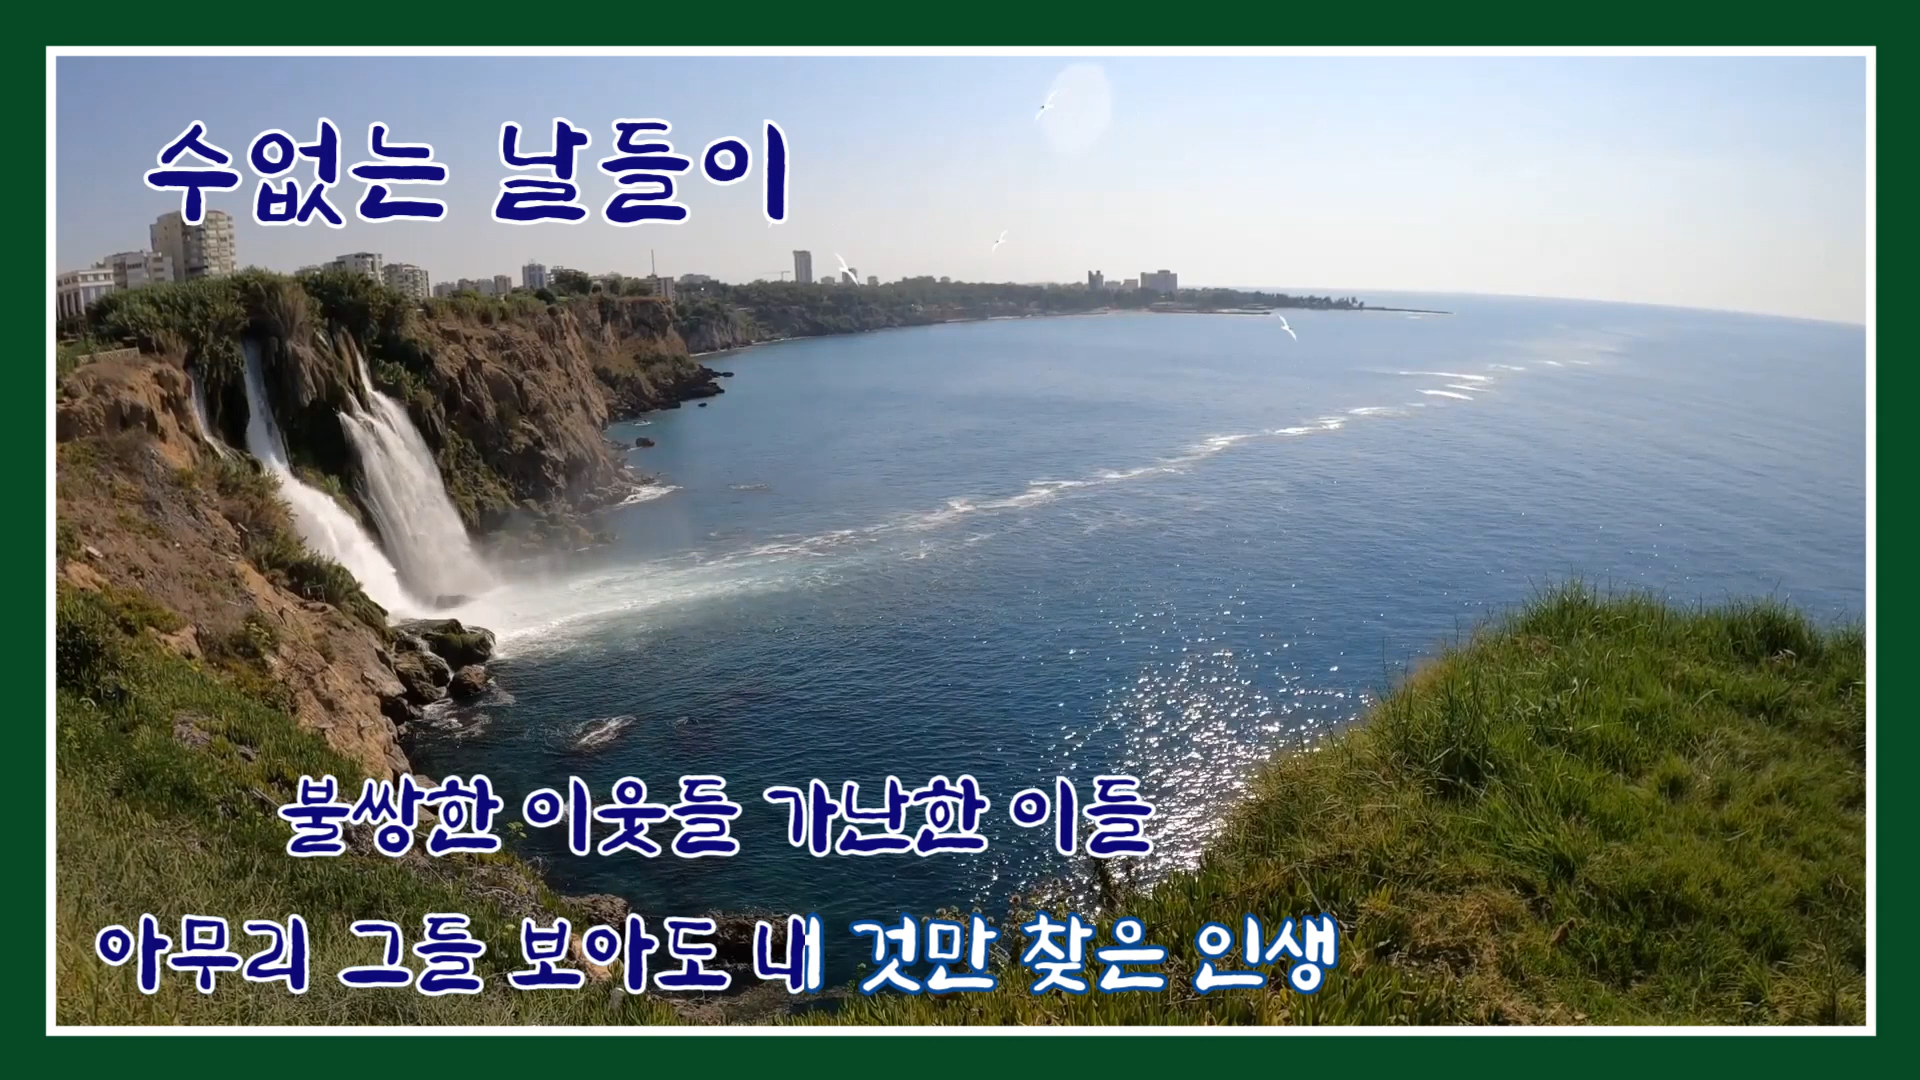 수없는 날들이
불쌍한 이웃들 가난한 이들
아무리 그들 보아도 내 것만 찾은 인생